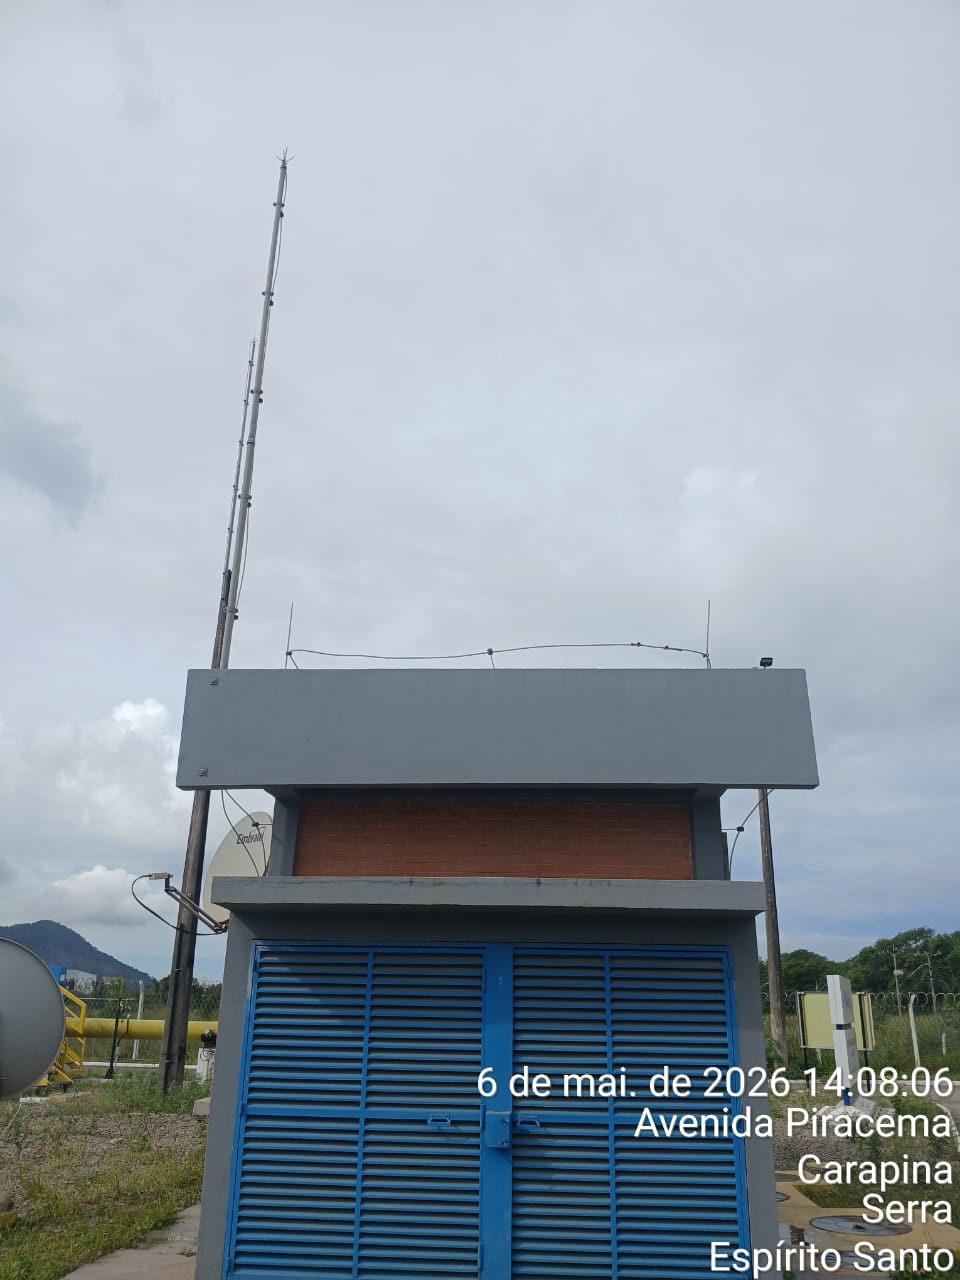 Embratel
6 de mai. de 2026 14:08:06
Avenida Piracema
Carapina
Serra
Espírito Santo